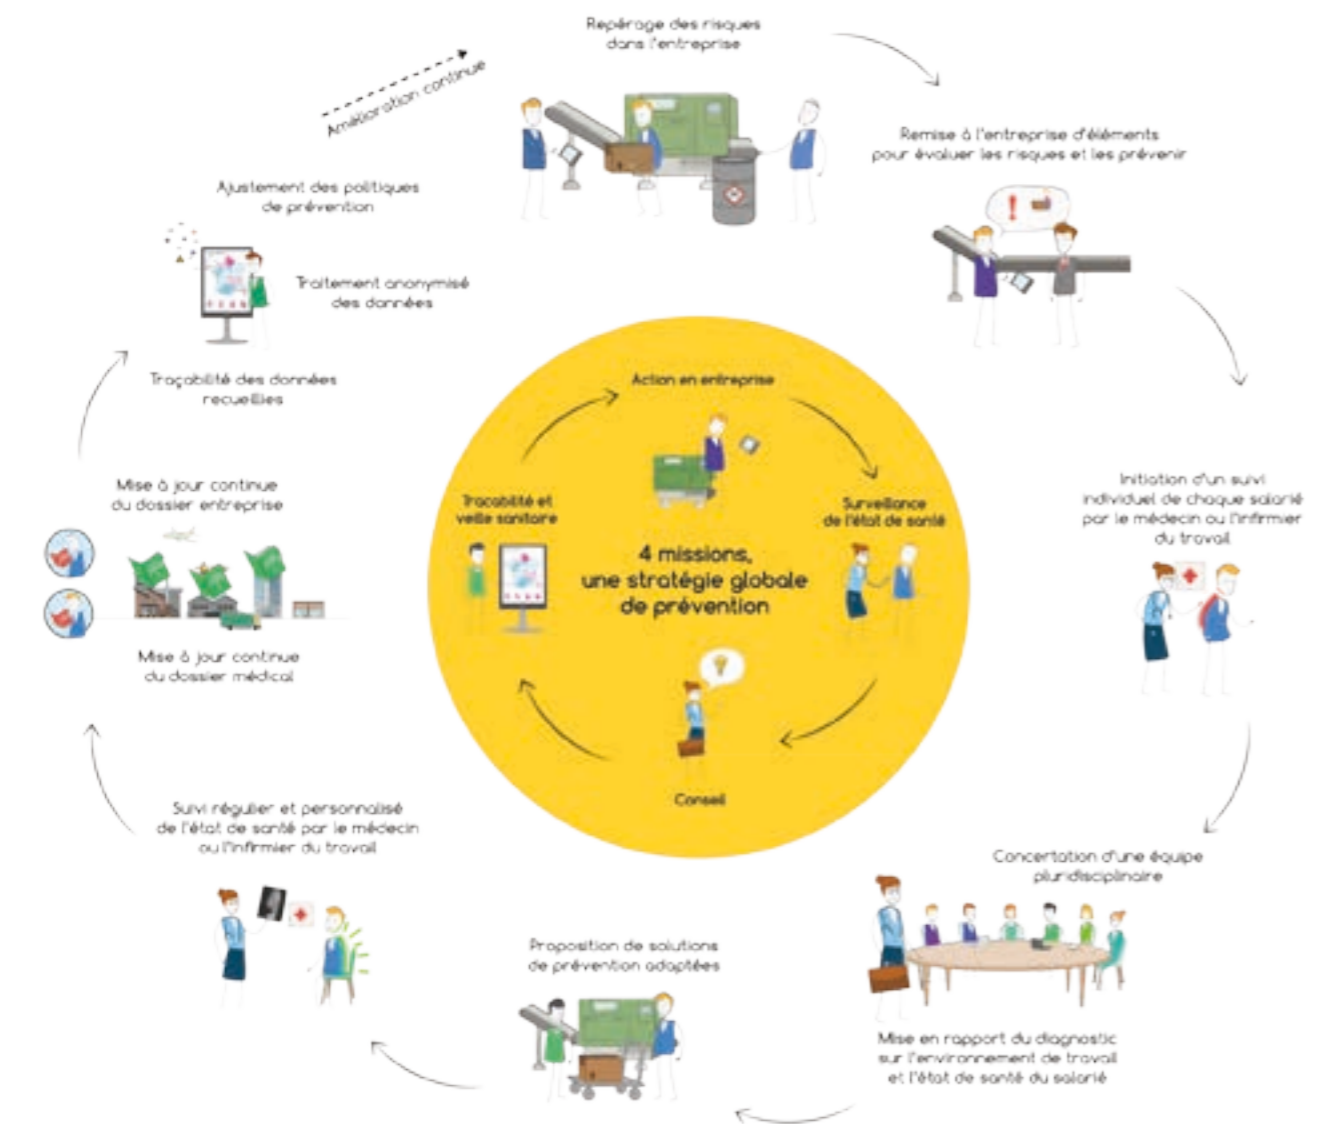 Repérage des risques
dans l'entreprise
Amélioration continue
Remise à l'entreprise d'éléments
pour évaluer les risques et les prévenir
Ajustement des politiques
de prévention
Traitement anonymisé
des données
Traçabilité des données
recueillies
Action en entreprise
Initiation d'un suivi
individuel de chaque salarié
par le médecin ou l'infirmier
du travail
Mise à jour continue
du dossier entreprise
Traçabilité et
veille sanitaire
Surveillance
de l'état de santé
4 missions,
une stratégie globale
de prévention
Mise à jour continue
du dossier médical
Conseil
Suivi régulier et personnalisé
de l'état de santé par le médecin
ou l'infirmier du travail
Concertation d'une équipe
pluridisciplinaire
Proposition de solutions
de prévention adaptées
Mise en rapport du diagnostic
sur l'environnement de travail
et l'état de santé du salarié